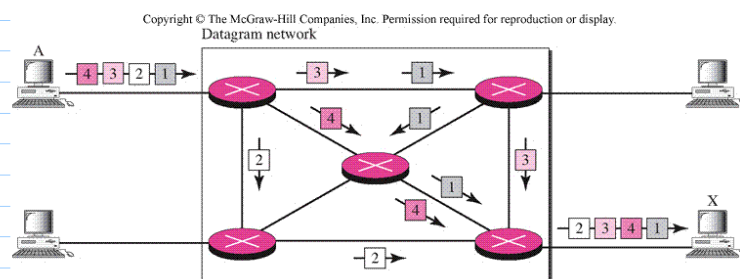 Copyright © The McGraw-Hill Companies, Inc. Permission required for reproduction or display.
Datagram network
A
4 3 2 1
3
1
4
1
2
3
1
4
X
2 3 4 1
2